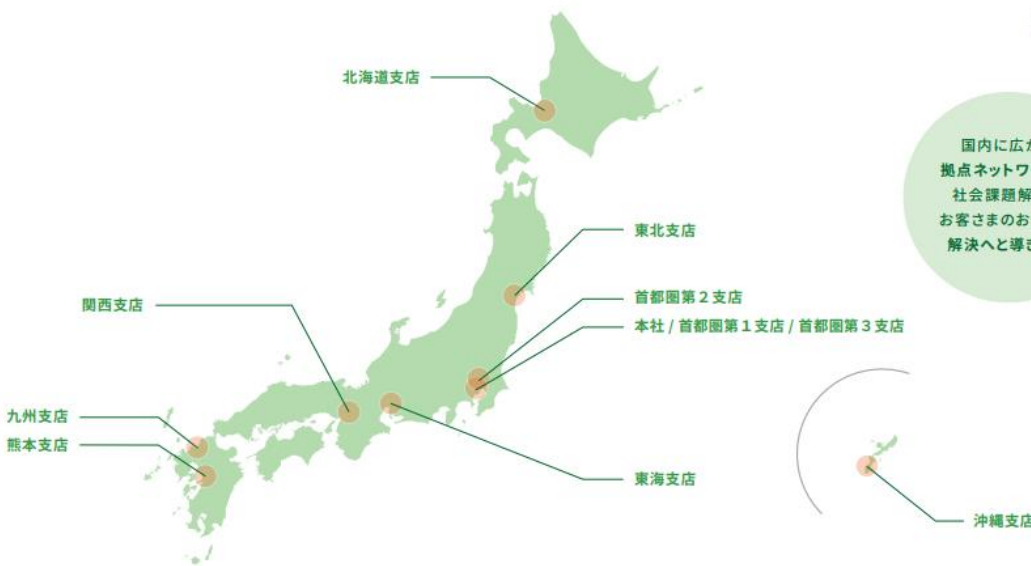 北海道支店
国内に広が
拠点ネットワ
社会課題解
お客さまのお
解決へと導き
東北支店
関西支店
首都圏第２支店
本社 / 首都圏第１支店 / 首都圏第３支店
九州支店
熊本支店
東海支店
沖縄支店